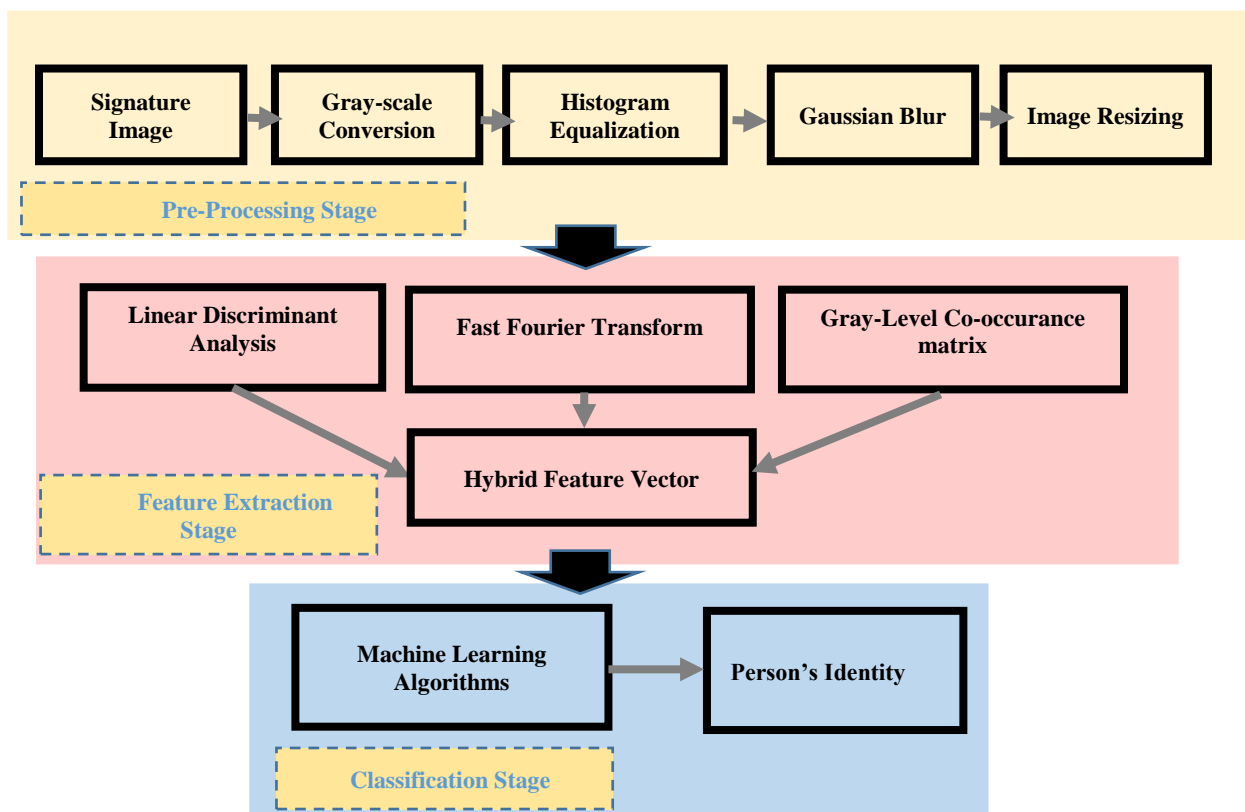 Signature
Image
Gray-scale
Conversion
Histogram
Equalization
Gaussian Blur
Image Resizing
Pre-Processing Stage
Linear Discriminant
Analysis
Fast Fourier Transform
Gray-Level Co-occurance
matrix
Hybrid Feature Vector
Feature Extraction
Stage
Machine Learning
Algorithms
Person’s Identity
Classification Stage